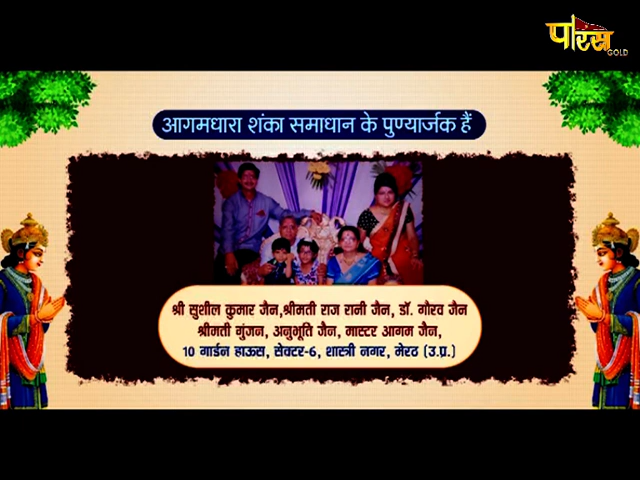 पारस
GOLD
आगमधारा शंका समाधान के पुण्यार्जक हैं
श्री सुशील कुमार जैन,श्रीमती राज रानी जैन, डॉ. गौरव जैन
श्रीमती गुंजन, अनुभूति जैन, मास्टर आगम जैन,
10 गार्डन हाऊस, सेक्टर-6, शास्त्री नगर, मेरठ (उ.प्र.)